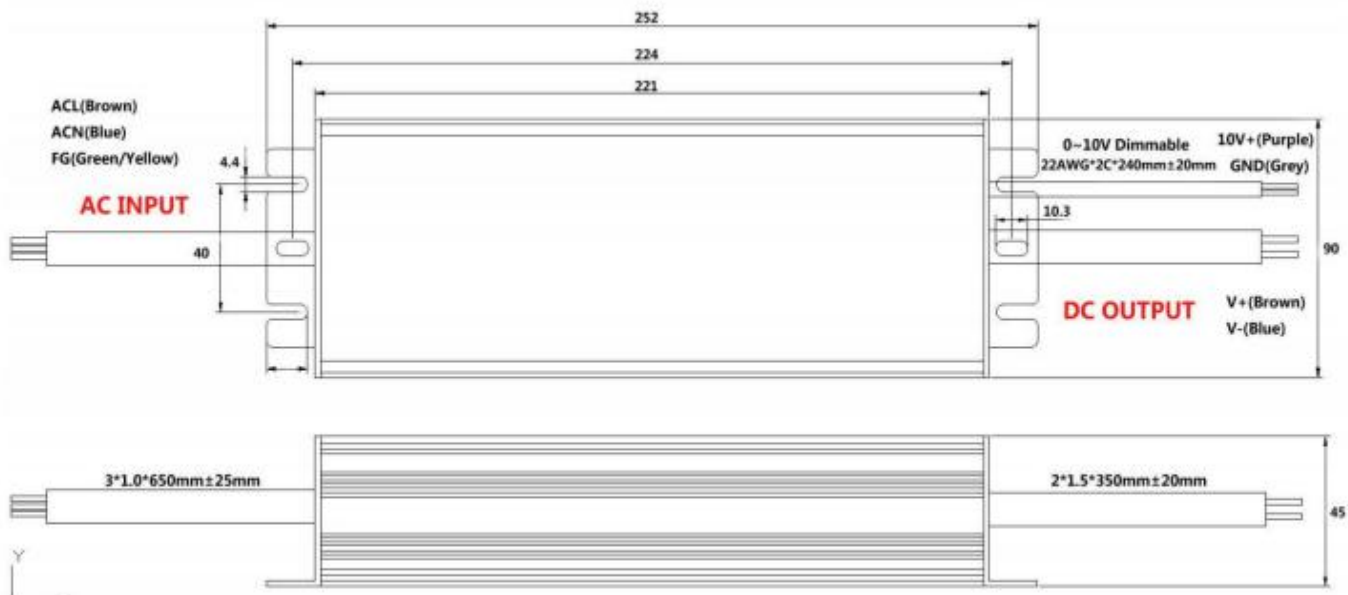 252
224
221
ACL(Brown)
ACN(Blue)
FG(Green/Yellow)
4.4
AC INPUT
40
0~10V Dimmable
22AWG*2C*240mm±20mm
10V+(Purple)
GND(Grey)
10.3
90
DC OUTPUT
V+(Brown)
V-(Blue)
3*1.0*650mm±25mm
2*1.5*350mm±20mm
45
Y